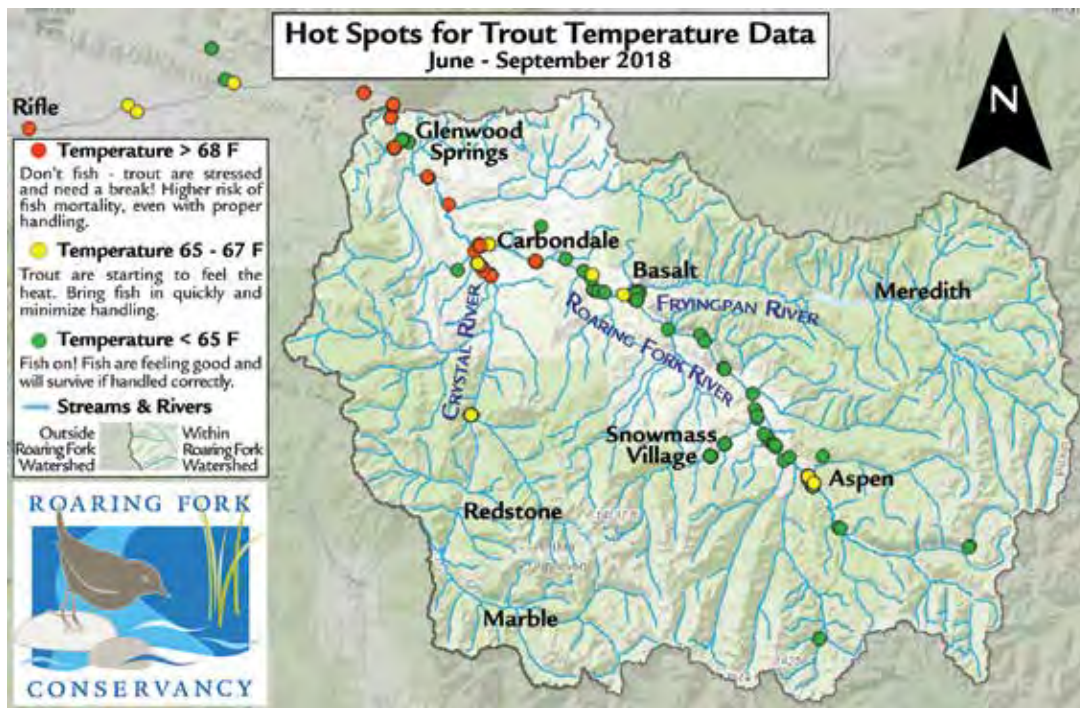 Hot Spots for Trout Temperature Data
June - September 2018
N
Rifle
Temperature > 68 F
Don't fish - trout are stressed
and need a break! Higher risk of
fish mortality, even with proper
handling.
Temperature 65 - 67 F
Trout are starting to feel the
heat. Bring fish in quickly and
minimize handling.
Temperature < 65 F
Fish on! Fish are feeling good and
will survive if handled correctly.
Streams & Rivers
Outside
Roaring Fork
Watershed
Within
Roaring Fork
Watershed
Glenwood
Springs
Carbondale
Basalt
Meredith
FRYINGPAN RIVER
ROARING FORK RIVER
CRYSTAL RIVER
Snowmass
Village
Aspen
Redstone
Marble
ROARING FORK
CONSERVANCY